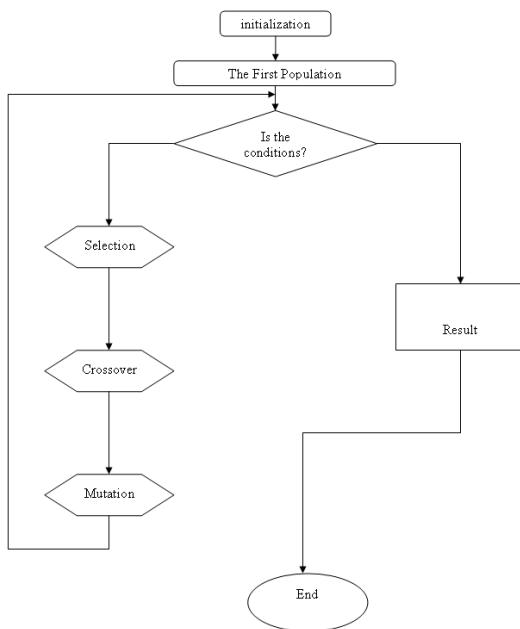 initialization
The First Population
Is the
conditions?
Selection
Result
Crossover
Mutation
End